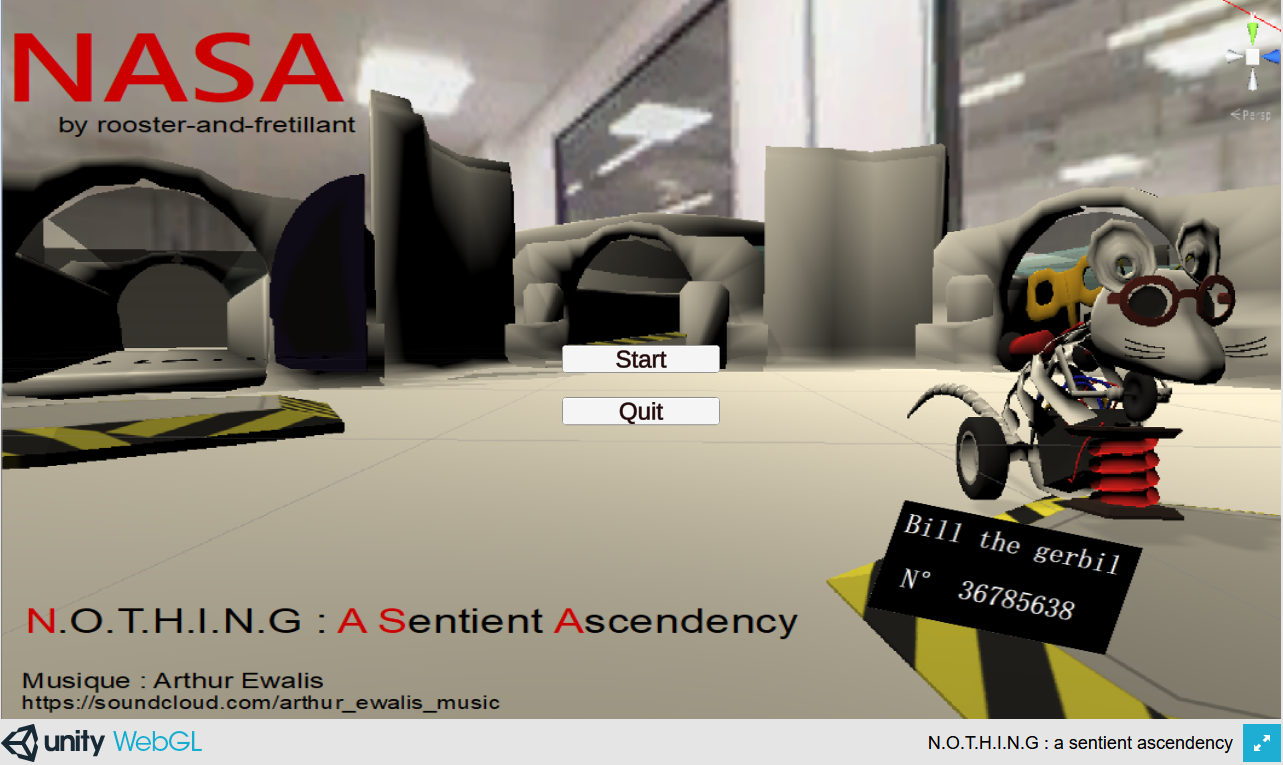 NASA
by rooster-and-fretillant
<Persp
Start
Quit
Bill the gerbil
N° 36785638
N.O.T.H.I.N.G : A Sentient Ascendency
Musique : Arthur Ewalis
https://soundcloud.com/arthur_ewalis_music
unity WebGL
N.O.T.H.I.N.G : a sentient ascendency